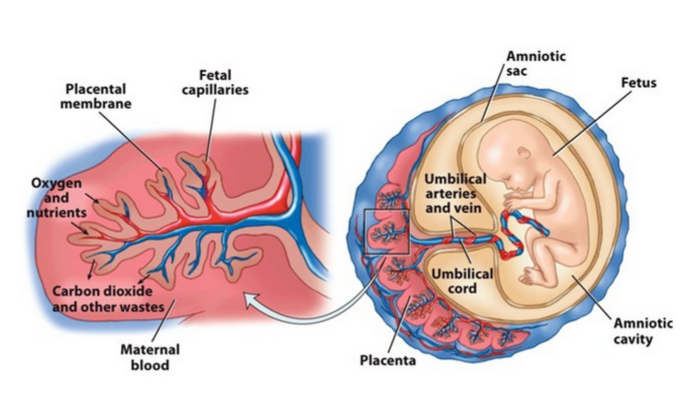 Placental
membrane
Fetal
capillaries
Oxygen
and
nutrients
Carbon dioxide
and other wastes
Maternal
blood
Amniotic
sac
Fetus
Umbilical
arteries
and vein
Umbilical
cord
Placenta
Amniotic
cavity